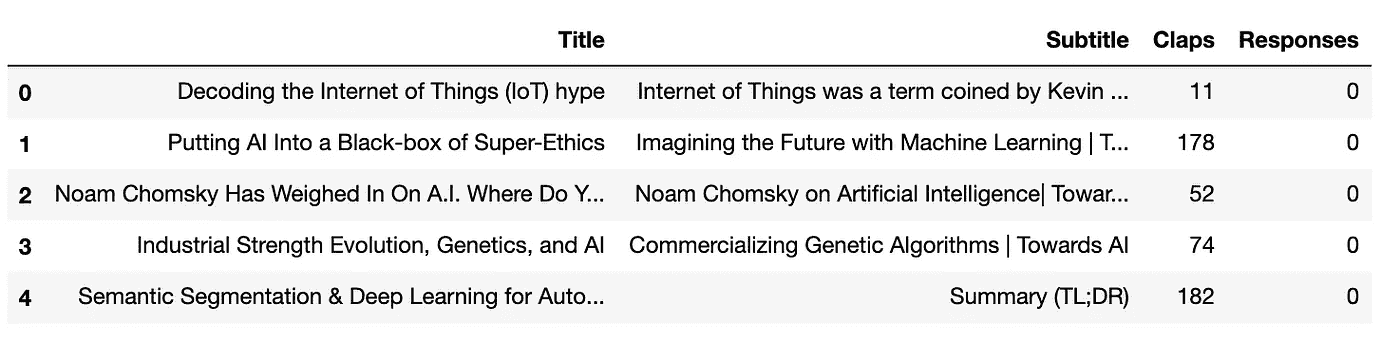 Title Subtitle Claps Responses
0 Decoding the Internet of Things (IoT) hype Internet of Things was a term coined by Kevin ... 11 0
1 Putting AI Into a Black-box of Super-Ethics Imagining the Future with Machine Learning | T... 178 0
2 Noam Chomsky Has Weighed In On A.I. Where Do Y... Noam Chomsky on Artificial Intelligence| Towar... 52 0
3 Industrial Strength Evolution, Genetics, and AI Commercializing Genetic Algorithms | Towards AI 74 0
4 Semantic Segmentation & Deep Learning for Auto... Summary (TL;DR) 182 0